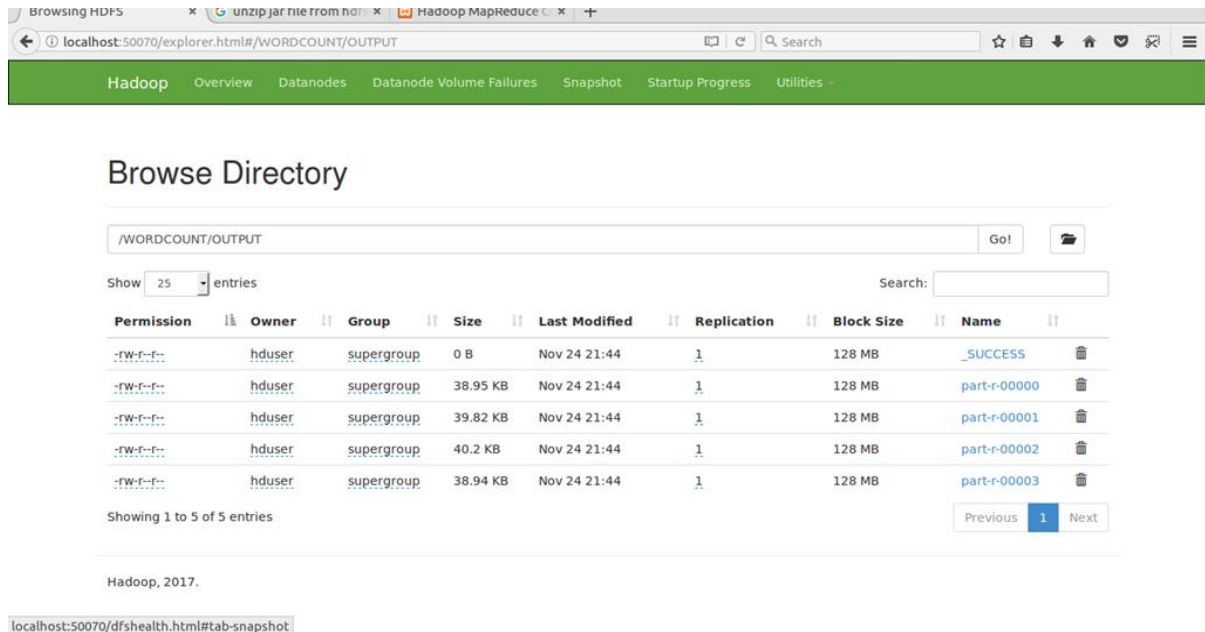 Browsing HDFS × unzip jar file from hdfs × Hadoop MapReduce C × +
localhost:50070/explorer.html#/WORDCOUNT/OUTPUT Search
Hadoop Overview Datanodes Datanode Volume Failures Snapshot Startup Progress Utilities
Browse Directory
/WORDCOUNT/OUTPUT Go!
Show 25 entries Search:
Permission Owner Group Size Last Modified Replication Block Size Name
-rw-r--r-- hduser supergroup 0 B Nov 24 21:44 1 128 MB _SUCCESS
-rw-r--r-- hduser supergroup 38.95 KB Nov 24 21:44 1 128 MB part-r-00000
-rw-r--r-- hduser supergroup 39.82 KB Nov 24 21:44 1 128 MB part-r-00001
-rw-r--r-- hduser supergroup 40.2 KB Nov 24 21:44 1 128 MB part-r-00002
-rw-r--r-- hduser supergroup 38.94 KB Nov 24 21:44 1 128 MB part-r-00003
Showing 1 to 5 of 5 entries Previous 1 Next
Hadoop, 2017.
localhost:50070/dfshealth.html#tab-snapshot